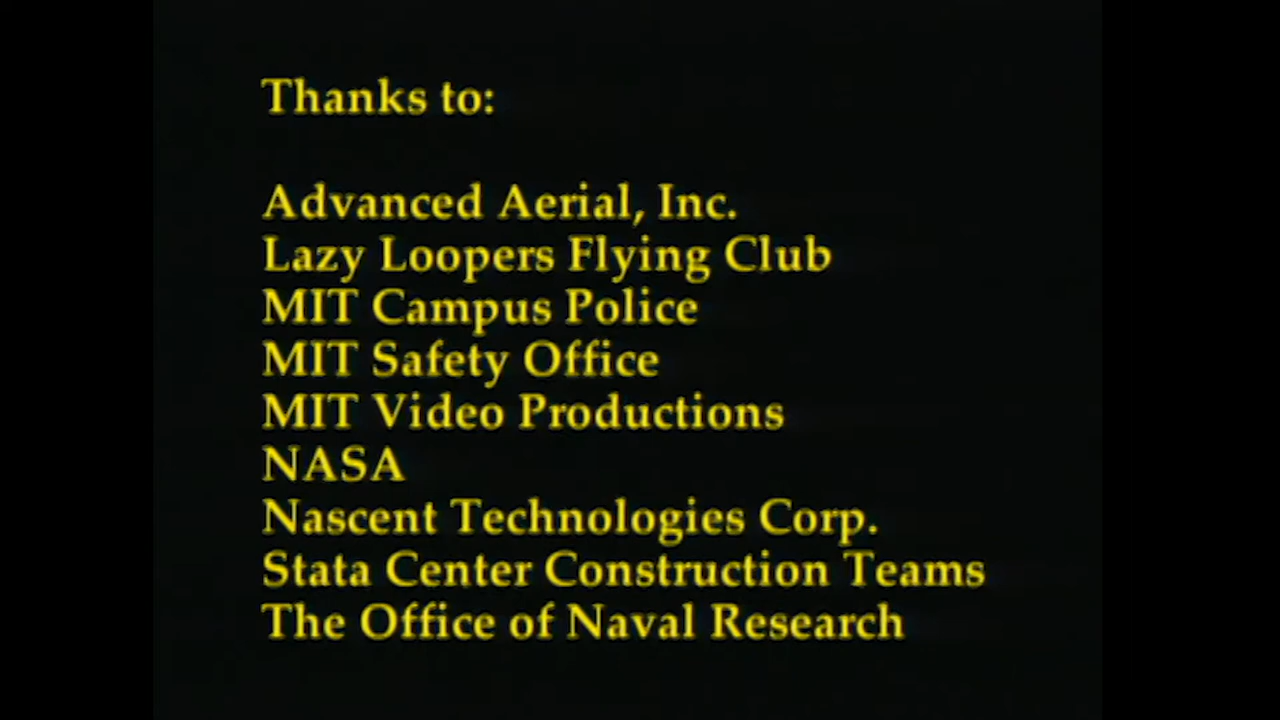 Thanks to:
Advanced Aerial, Inc.
Lazy Loopers Flying Club
MIT Campus Police
MIT Safety Office
MIT Video Productions
NASA
Nascent Technologies Corp.
Stata Center Construction Teams
The Office of Naval Research